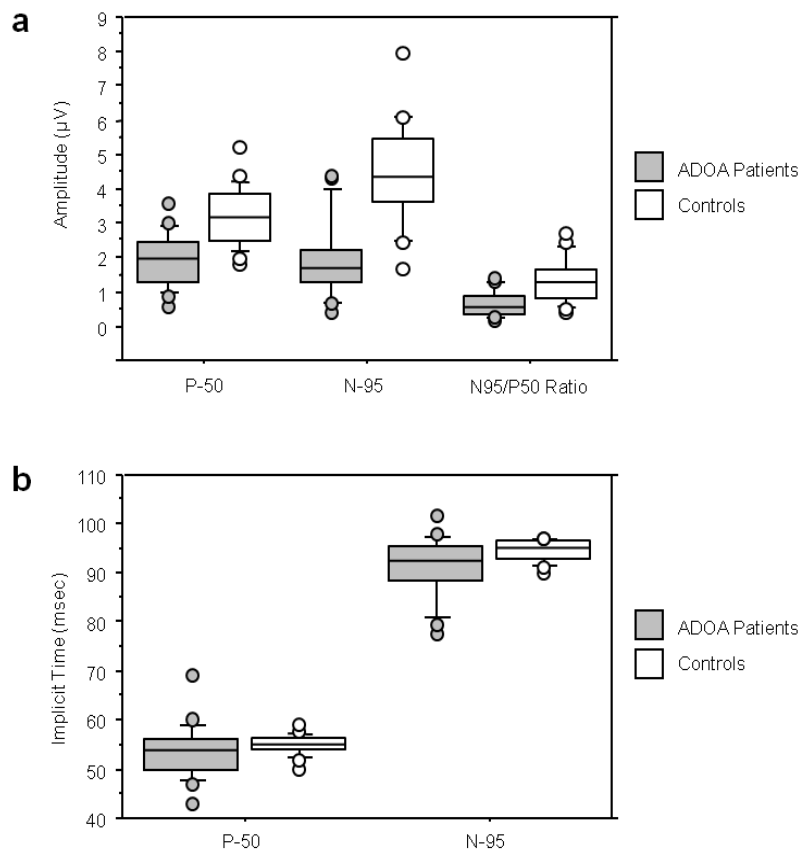 a
Amplitude (µV)
9
8
7
6
5
4
3
2
1
0
P-50
N-95
N95/P50 Ratio
ADOA Patients
Controls
b
Implicit Time (msec)
110
100
90
80
70
60
50
40
P-50
N-95
ADOA Patients
Controls